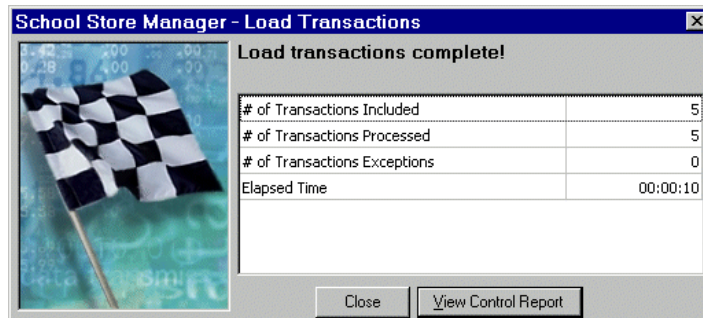 School Store Manager - Load Transactions
Load transactions complete!
# of Transactions Included 5
# of Transactions Processed 5
# of Transactions Exceptions 0
Elapsed Time 00:00:10
Close View Control Report